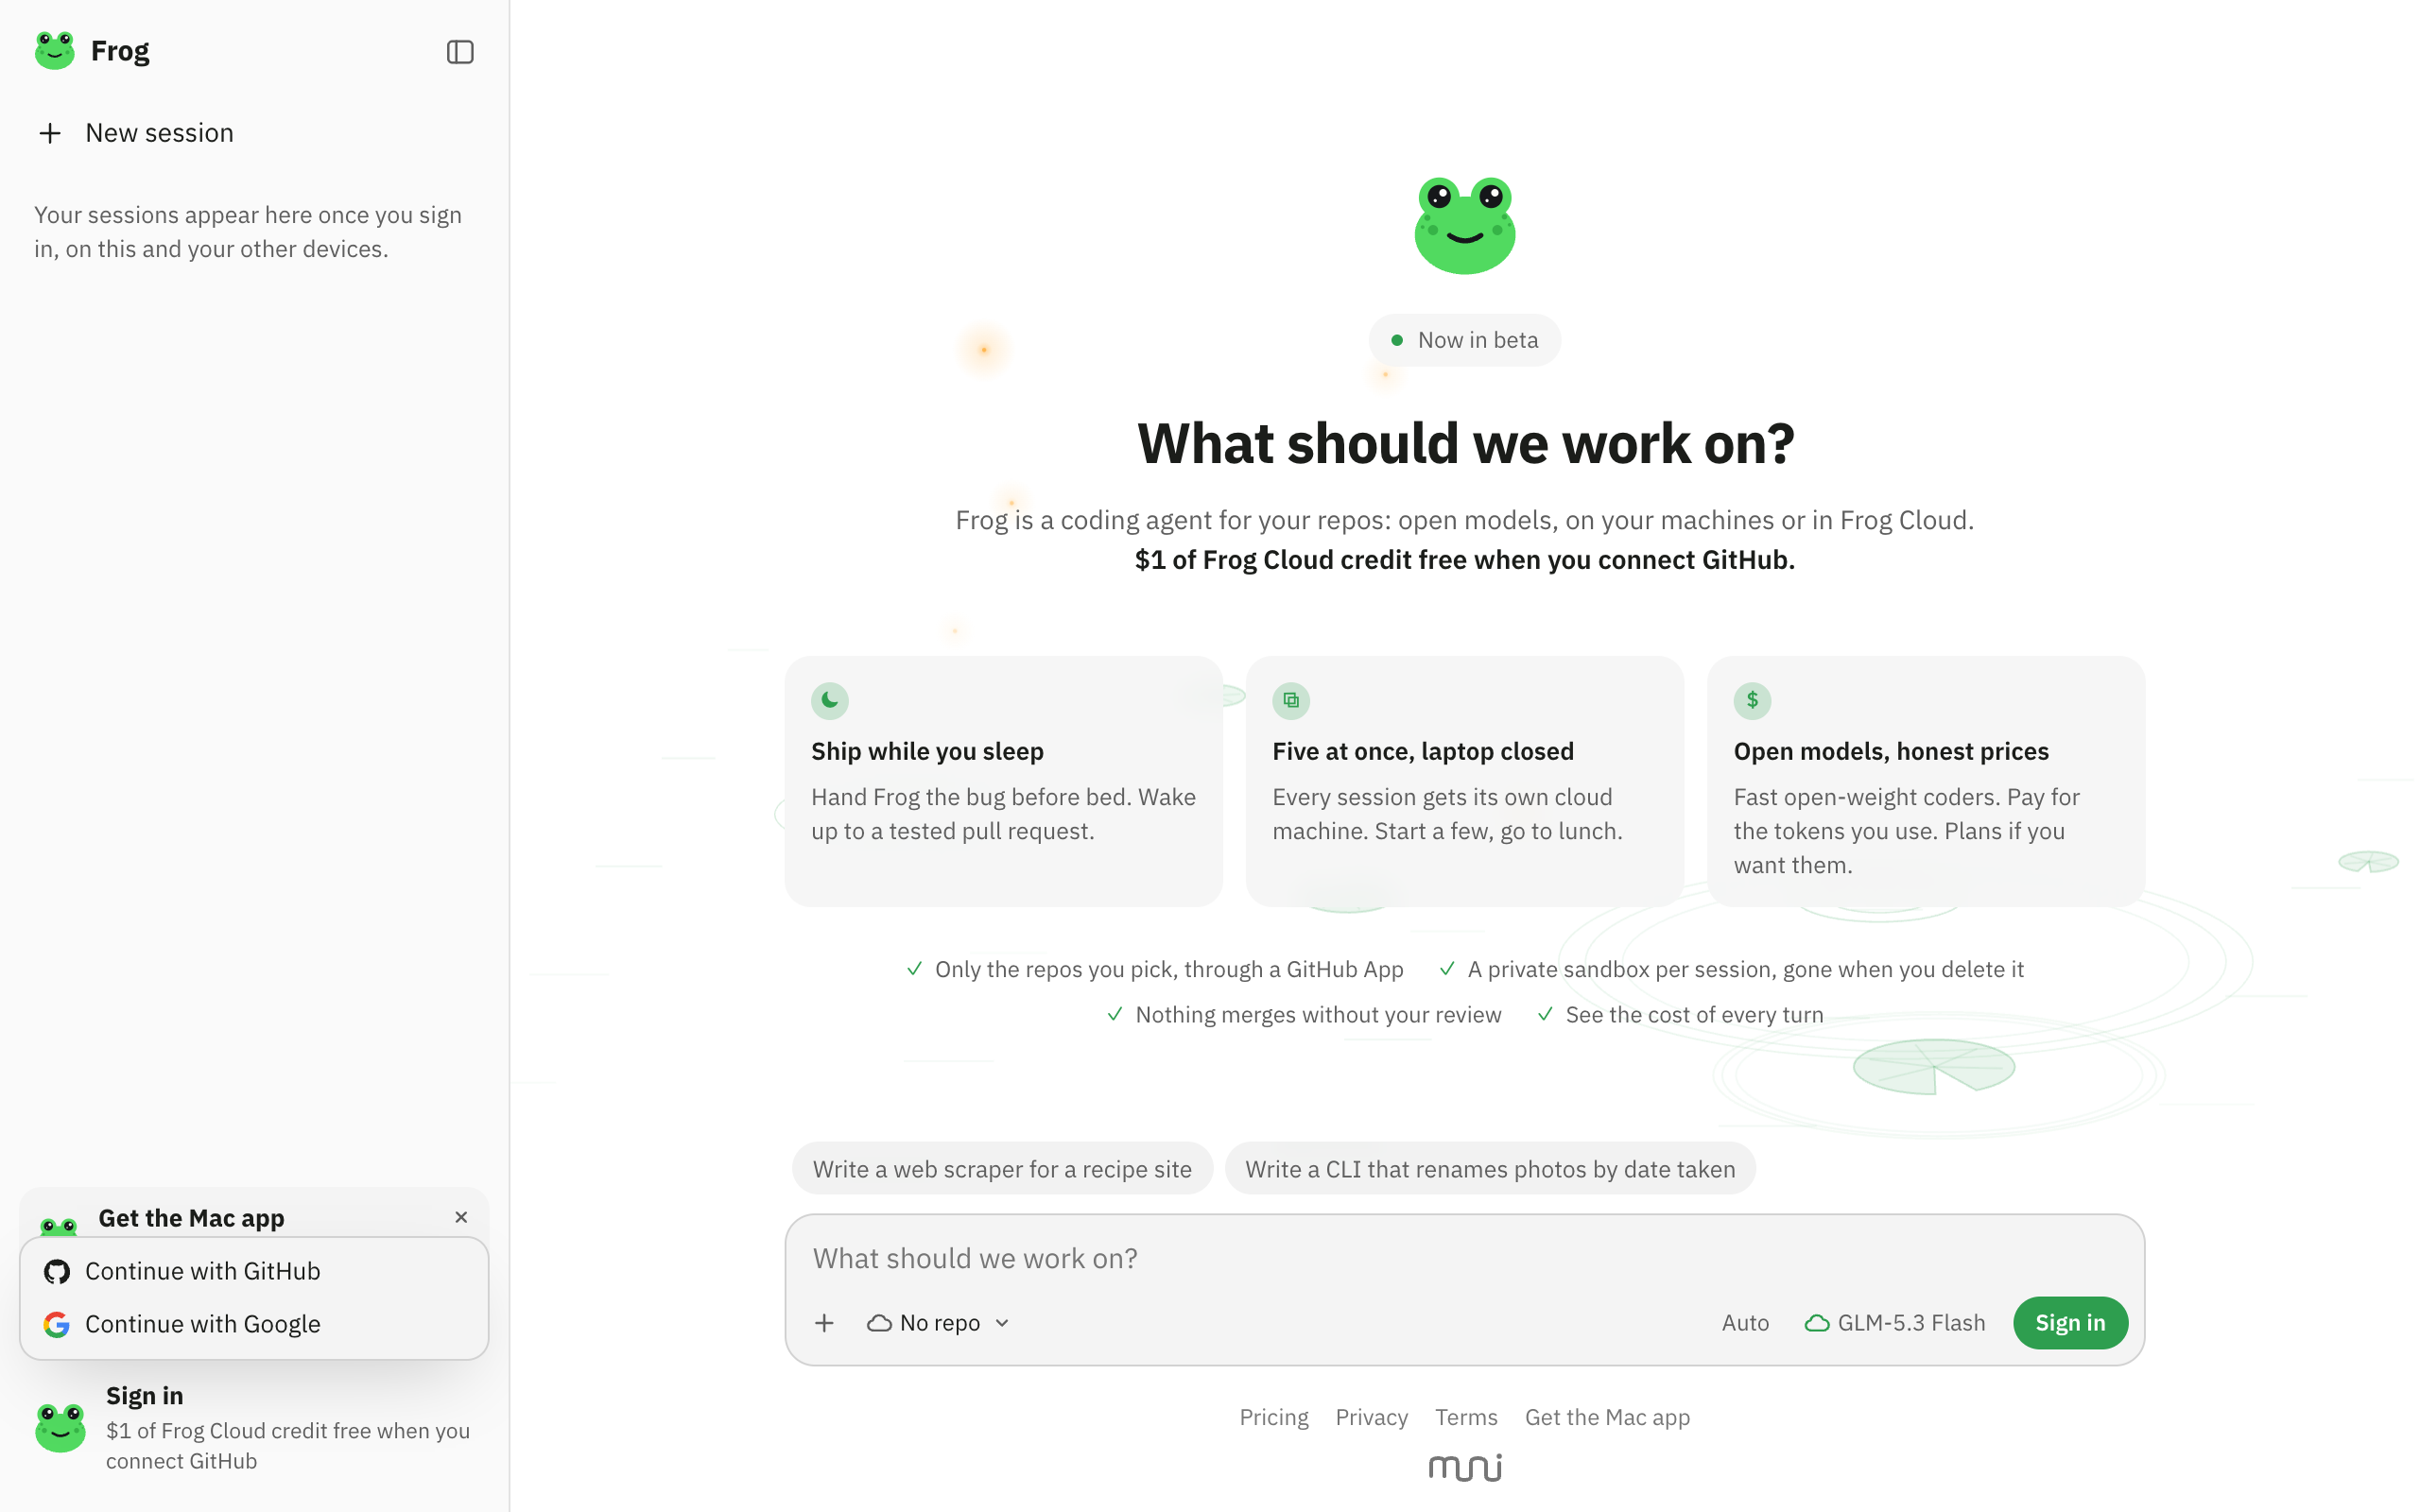 Frog
New session
Your sessions appear here once you sign
in, on this and your other devices.
Get the Mac app
Continue with GitHub
Continue with Google
Sign in
$1 of Frog Cloud credit free when you
connect GitHub
Now in beta
What should we work on?
Frog is a coding agent for your repos: open models, on your machines or in Frog Cloud.
$1 of Frog Cloud credit free when you connect GitHub.
Ship while you sleep
Hand Frog the bug before bed. Wake
up to a tested pull request.
Five at once, laptop closed
Every session gets its own cloud
machine. Start a few, go to lunch.
$
Open models, honest prices
Fast open-weight coders. Pay for
the tokens you use. Plans if you
want them.
Only the repos you pick, through a GitHub App
A private sandbox per session, gone when you delete it
Nothing merges without your review
See the cost of every turn
Write a web scraper for a recipe site
Write a CLI that renames photos by date taken
What should we work on?
No repo
Auto
GLM-5.3 Flash
Sign in
Pricing
Privacy
Terms
Get the Mac app
muni